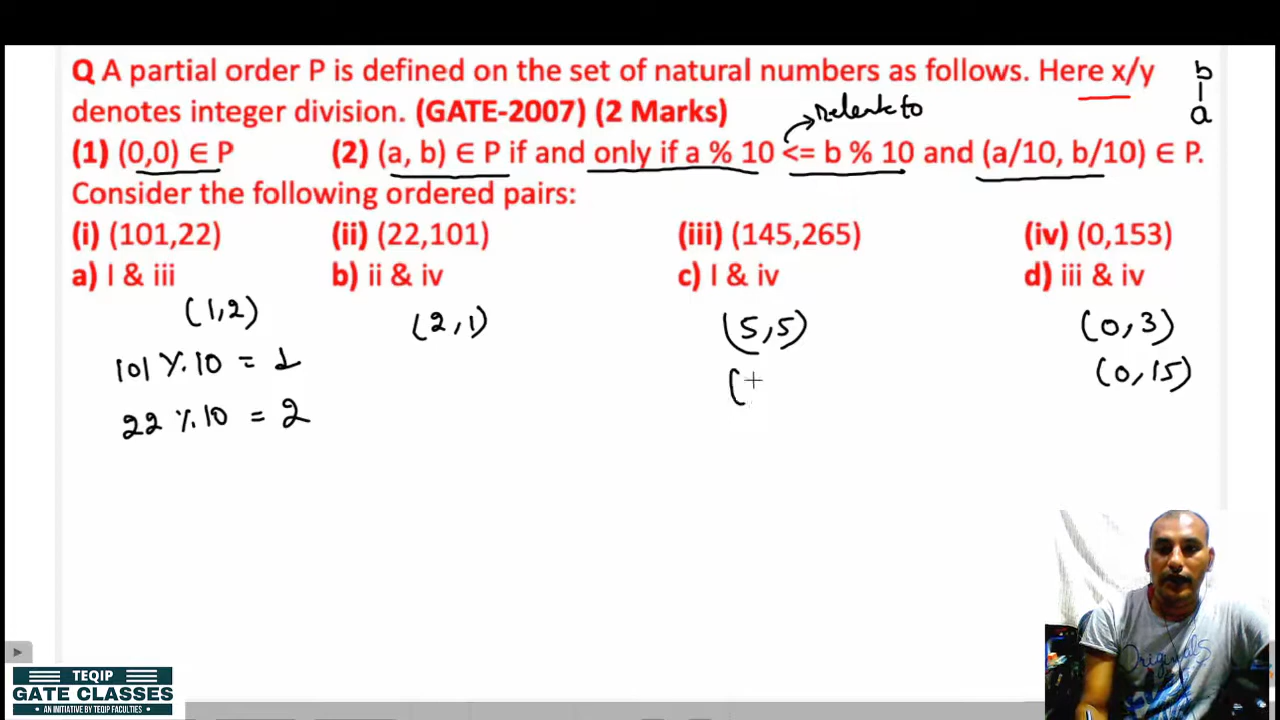 Q A partial order P is defined on the set of natural numbers as follows. Here x/y
denotes integer division. (GATE-2007) (2 Marks)
b
a
relate to
(1) (0,0) ∈ P (2) (a, b) ∈ P if and only if a % 10 <= b % 10 and (a/10, b/10) ∈ P.
Consider the following ordered pairs:
(i) (101,22) (ii) (22,101) (iii) (145,265) (iv) (0,153)
a) I & iii b) ii & iv c) I & iv d) iii & iv
(1,2) (2,1) (5,5) (0,3)
101 %10 = 1 (0,15)
22 %10 = 2
Originals
TEQIP
GATE CLASSES
AN INITIATIVE BY TEQIP FACULTIES